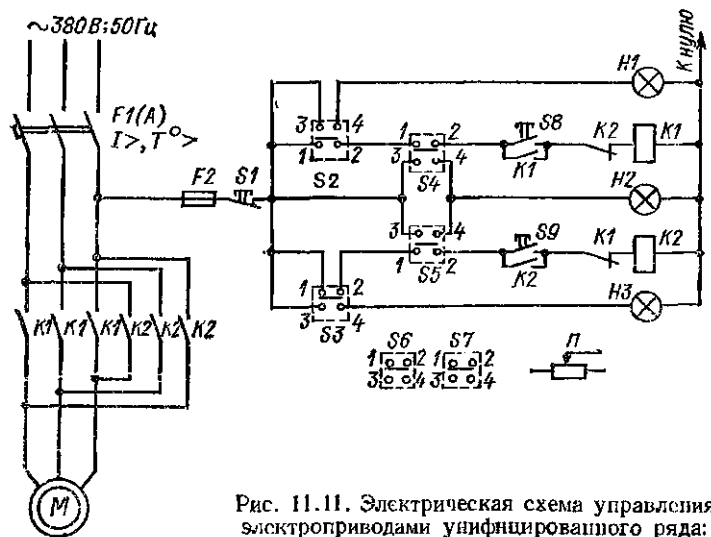 ~380В:50Гц
F1(A)
I>, T°>
F2
S1
К нулю
H1
3 4
1 2
S2
1 2
3 4
S4
S8
K1
K2
K1
H2
3 4
1 2
S5
S9
K2
K1
K2
1 2
3 4
S3
H3
K1 K1 K1 K2 K2 K2
S6 S7
1 2 1 2
3 4 3 4
П
М
Рис. 11.11. Электрическая схема управления
электроприводами унифицированного ряда: